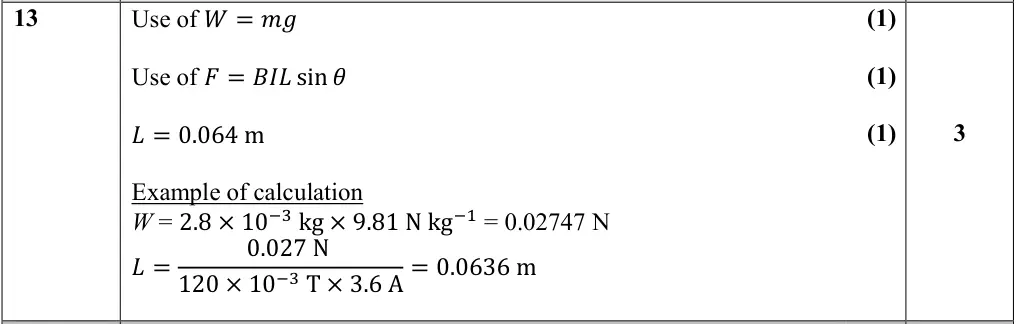 13 Use of W = mg (1)
Use of F = BIL sin θ (1)
L = 0.064 m (1) 3
Example of calculation
W = 2.8 × 10⁻³ kg × 9.81 N kg⁻¹ = 0.02747 N
L = 0.027 N / 120 × 10⁻³ T × 3.6 A = 0.0636 m